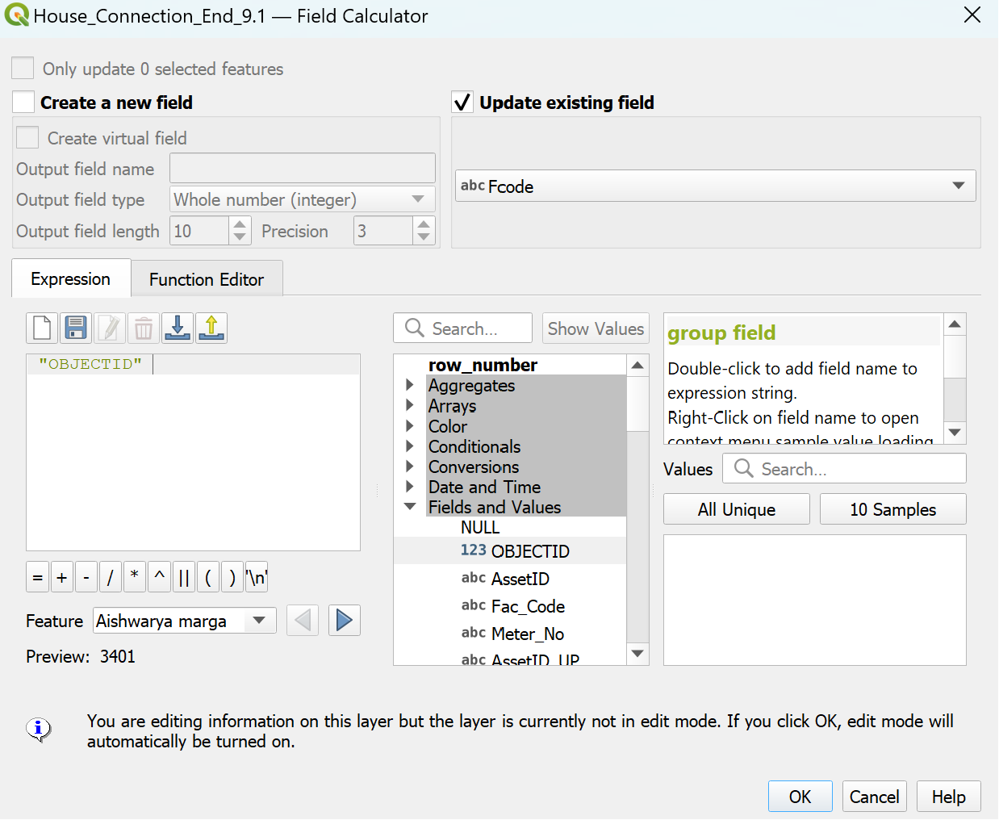 House_Connection_End_9.1 — Field Calculator
Only update 0 selected features
Create a new field
Update existing field
Create virtual field
Output field name
abc Fcode
Output field type Whole number (integer)
Output field length 10 Precision 3
Expression Function Editor
Search... Show Values
"OBJECTID"
= + - / * ^ || ( ) '\n'
Feature Aishwarya marga
Preview: 3401
row_number
Aggregates
Arrays
Color
Conditionals
Conversions
Date and Time
Fields and Values
NULL
123 OBJECTID
abc AssetID
abc Fac_Code
abc Meter_No
abc AssetID_UP
group field
Double-click to add field name to
expression string.
Right-Click on field name to open
context menu sample value loading
Values Search...
All Unique 10 Samples
You are editing information on this layer but the layer is currently not in edit mode. If you click OK, edit mode will
automatically be turned on.
OK Cancel Help